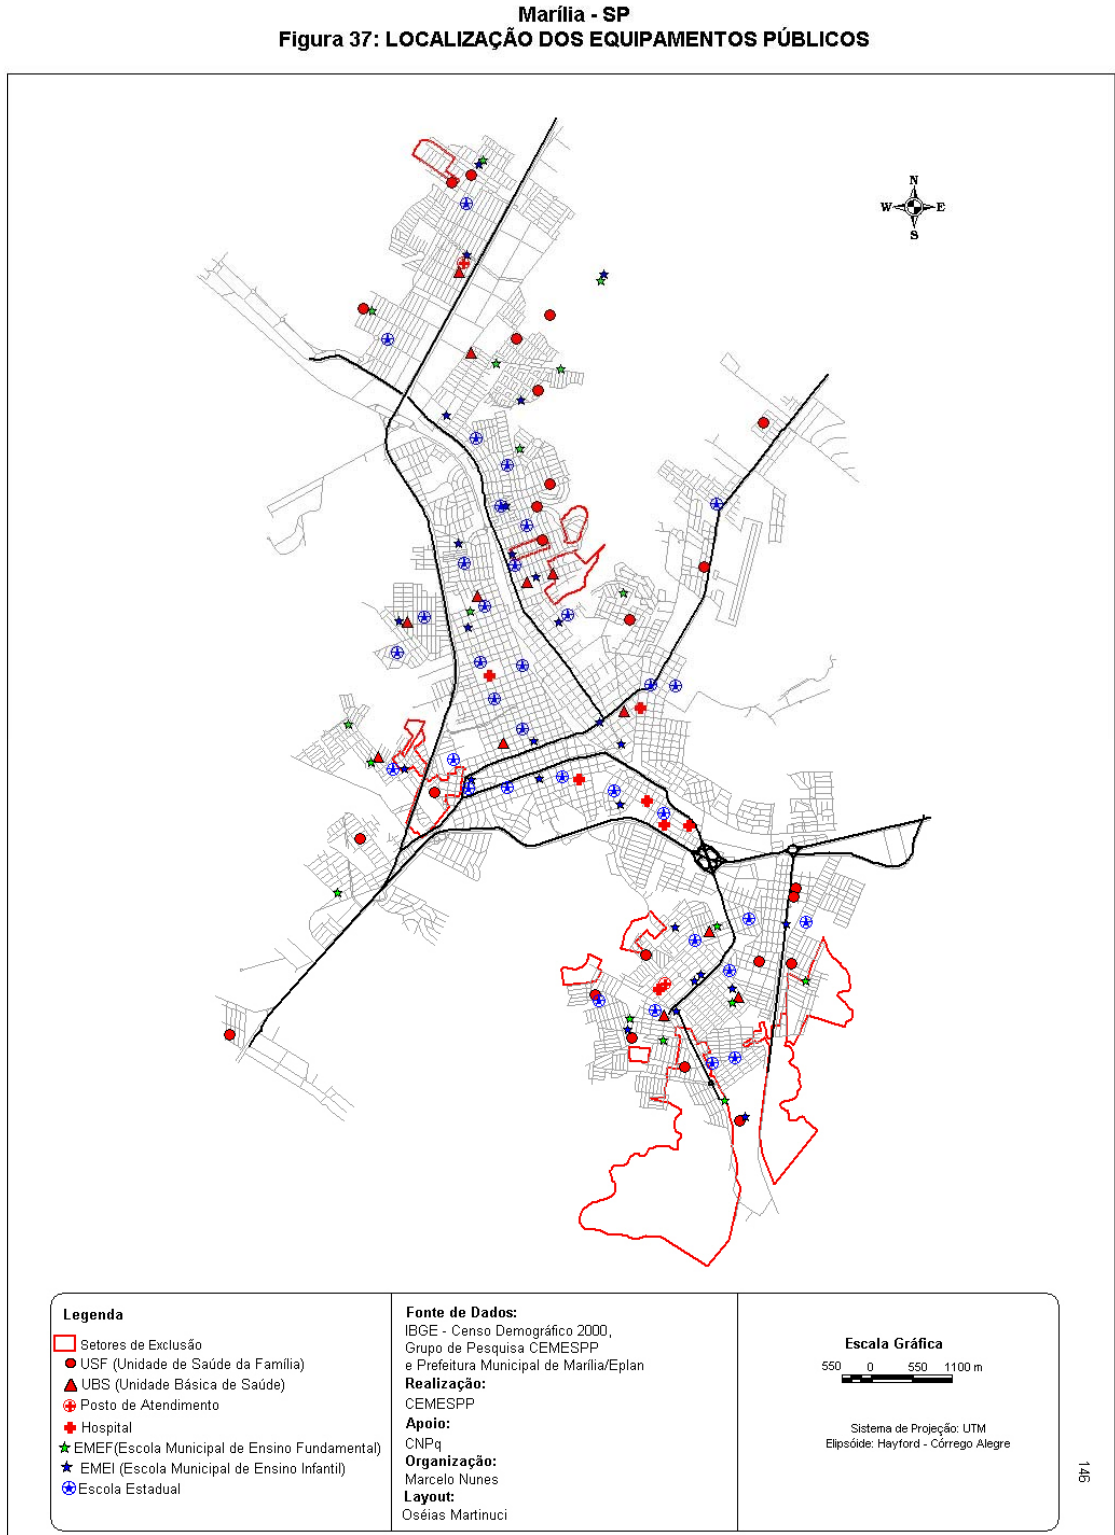 Marília - SP
Figura 37: LOCALIZAÇÃO DOS EQUIPAMENTOS PÚBLICOS
N
W
E
S
Legenda
Setores de Exclusão
USF (Unidade de Saúde da Família)
UBS (Unidade Básica de Saúde)
Posto de Atendimento
Hospital
EMEF(Escola Municipal de Ensino Fundamental)
EMEI (Escola Municipal de Ensino Infantil)
Escola Estadual
Fonte de Dados:
IBGE - Censo Demográfico 2000,
Grupo de Pesquisa CEMESPP
e Prefeitura Municipal de Marília/Eplan
Realização:
CEMESPP
Apoio:
CNPq
Organização:
Marcelo Nunes
Layout:
Oséias Martinuci
Escala Gráfica
550 0 550 1100 m
Sistema de Projeção: UTM
Elipsóide: Hayford - Córrego Alegre
146